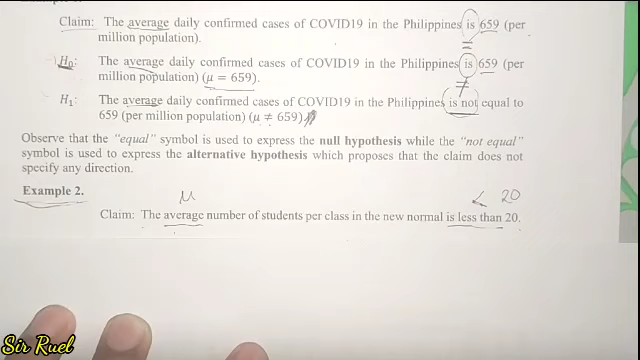 Claim: The average daily confirmed cases of COVID19 in the Philippines is 659 (per
million population).
=
H₀: The average daily confirmed cases of COVID19 in the Philippines is 659 (per
million population) (μ = 659).
≠
H₁: The average daily confirmed cases of COVID19 in the Philippines is not equal to
659 (per million population) (μ ≠ 659)
Observe that the “equal” symbol is used to express the null hypothesis while the “not equal”
symbol is used to express the alternative hypothesis which proposes that the claim does not
specify any direction.
Example 2.
μ < 20
Claim: The average number of students per class in the new normal is less than 20.
Sir Ruel